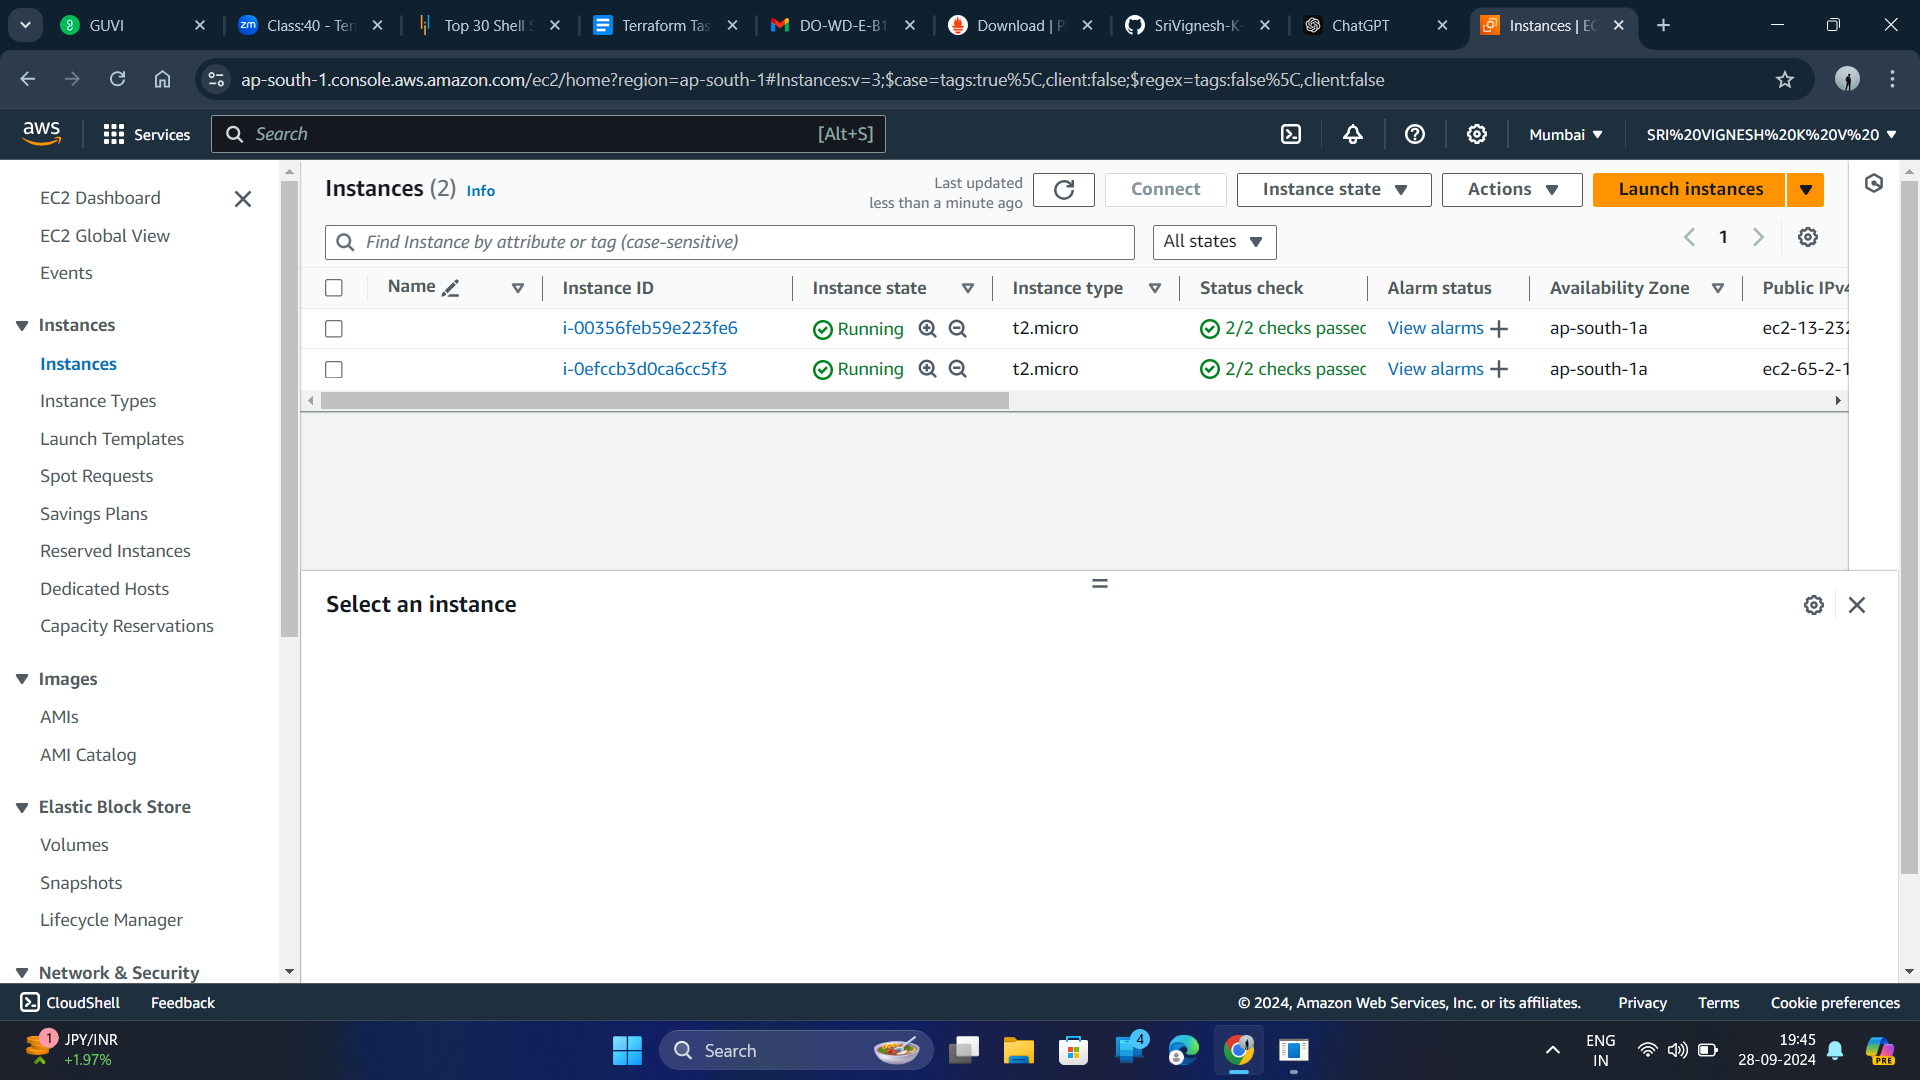 GUVI
Class:40 - Ter
Top 30 Shell S
Terraform Tas
DO-WD-E-B1
Download | P
SriVignesh-K
ChatGPT
Instances | EC
ap-south-1.console.aws.amazon.com/ec2/home?region=ap-south-1#Instances:v=3;$case=tags:true%5C,client:false;$regex=tags:false%5C,client:false
aws
Services
Search
[Alt+S]
Mumbai
SRI%20VIGNESH%20K%20V%20
EC2 Dashboard
EC2 Global View
Events
Instances
Instances
Instance Types
Launch Templates
Spot Requests
Savings Plans
Reserved Instances
Dedicated Hosts
Capacity Reservations
Images
AMIs
AMI Catalog
Elastic Block Store
Volumes
Snapshots
Lifecycle Manager
Network & Security
Instances (2) Info
Last updated
less than a minute ago
Connect
Instance state
Actions
Launch instances
Find Instance by attribute or tag (case-sensitive)
All states
1
Name Instance ID Instance state Instance type Status check Alarm status Availability Zone Public IPv4
i-00356feb59e223fe6 Running t2.micro 2/2 checks passed View alarms ap-south-1a ec2-13-232
i-0efccb3d0ca6cc5f3 Running t2.micro 2/2 checks passed View alarms ap-south-1a ec2-65-2-1
Select an instance
CloudShell Feedback
© 2024, Amazon Web Services, Inc. or its affiliates. Privacy Terms Cookie preferences
1
JPY/INR
+1.97%
Search
4
ENG
IN
19:45
28-09-2024
PRE